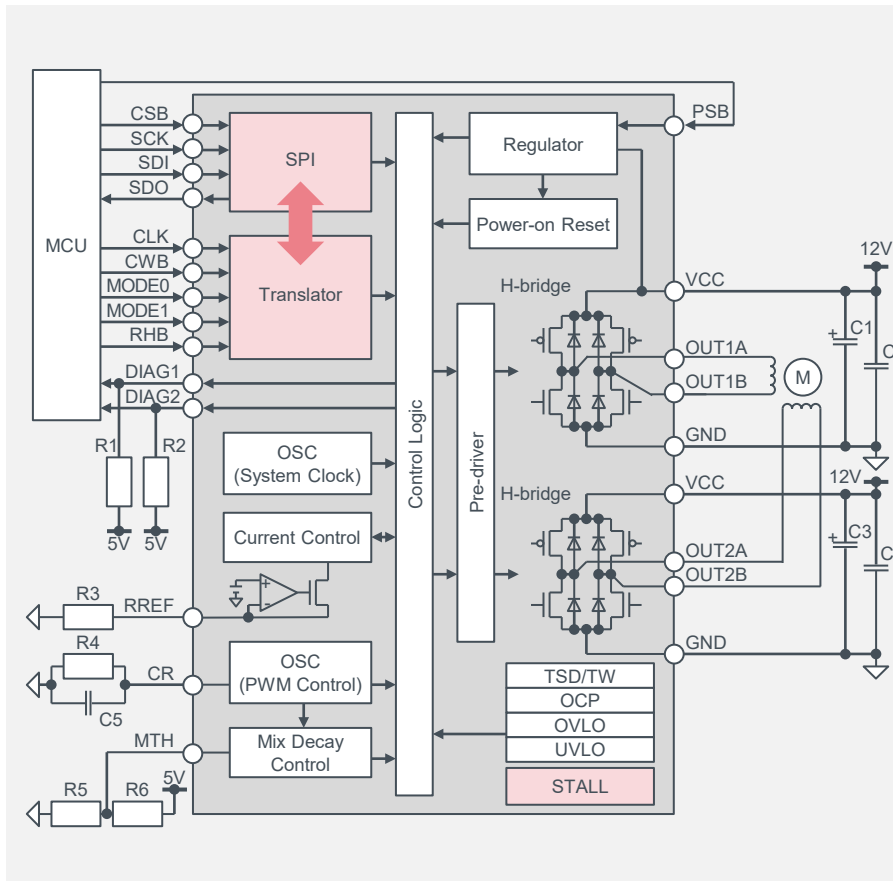 MCU
CSB
SCK
SDI
SDO
CLK
CWB
MODE0
MODE1
RHB
DIAG1
DIAG2
R1
R2
5V
5V
R3
RREF
R4
CR
C5
MTH
5V
R5
R6
SPI
Translator
OSC
(System Clock)
Current Control
+
-
OSC
(PWM Control)
Mix Decay
Control
Control Logic
Regulator
Power-on Reset
Pre-driver
H-bridge
H-bridge
TSD/TW
OCP
OVLO
UVLO
STALL
PSB
12V
VCC
+
C1
C
OUT1A
OUT1B
M
GND
12V
VCC
+
C3
C
OUT2A
OUT2B
GND